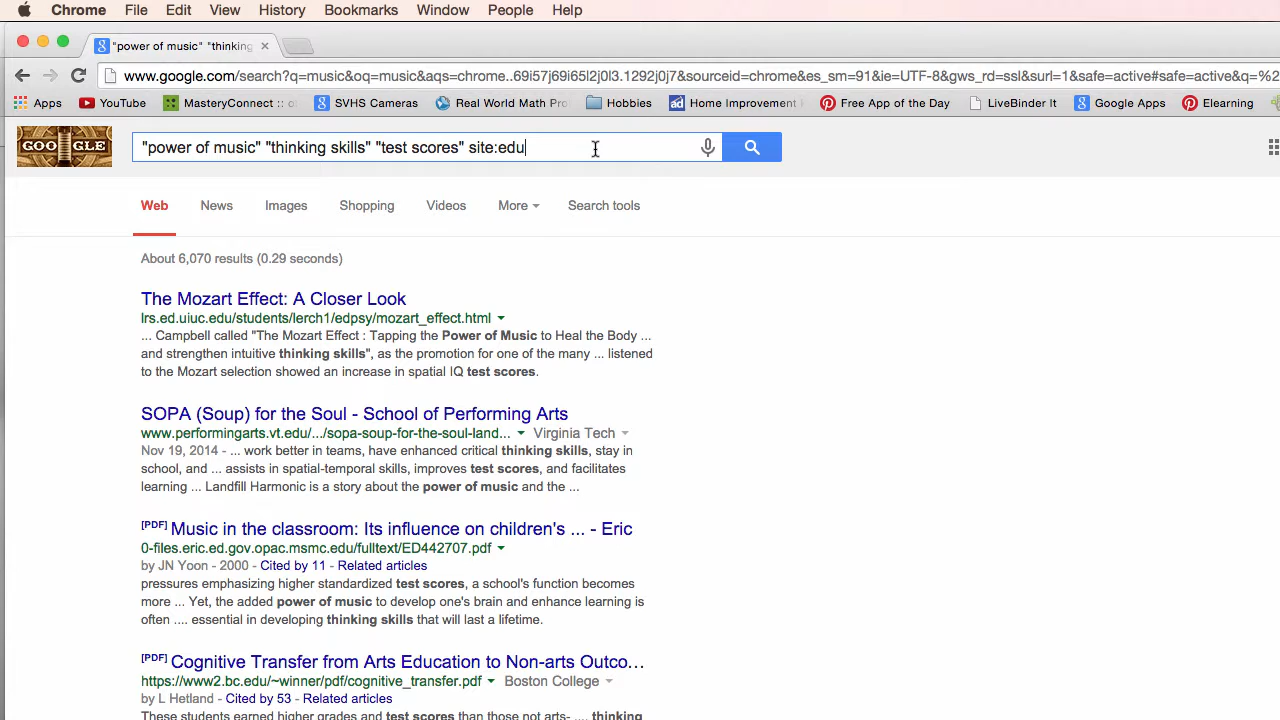 Chrome File Edit View History Bookmarks Window People Help
"power of music" "thinking
www.google.com/search?q=music&oq=music&aqs=chrome..69i57j69i65l2j0l3.1292j0j7&sourceid=chrome&es_sm=91&ie=UTF-8&gws_rd=ssl&surl=1&safe=active#safe=active&q=%2
Apps YouTube MasteryConnect :: o SVHS Cameras Real World Math Pro Hobbies Home Improvement Free App of the Day LiveBinder It Google Apps Elearning
GOOGLE "power of music" "thinking skills" "test scores" site:edu
Web News Images Shopping Videos More Search tools
About 6,070 results (0.29 seconds)
The Mozart Effect: A Closer Look
lrs.ed.uiuc.edu/students/lerch1/edpsy/mozart_effect.html
... Campbell called "The Mozart Effect : Tapping the Power of Music to Heal the Body ...
and strengthen intuitive thinking skills", as the promotion for one of the many ... listened
to the Mozart selection showed an increase in spatial IQ test scores.
SOPA (Soup) for the Soul - School of Performing Arts
www.performingarts.vt.edu/.../sopa-soup-for-the-soul-land... Virginia Tech
Nov 19, 2014 - ... work better in teams, have enhanced critical thinking skills, stay in
school, and ... assists in spatial-temporal skills, improves test scores, and facilitates
learning ... Landfill Harmonic is a story about the power of music and the ...
[PDF] Music in the classroom: Its influence on children's ... - Eric
0-files.eric.ed.gov.opac.msmc.edu/fulltext/ED442707.pdf
by JN Yoon - 2000 - Cited by 11 - Related articles
pressures emphasizing higher standardized test scores, a school's function becomes
more ... Yet, the added power of music to develop one's brain and enhance learning is
often .... essential in developing thinking skills that will last a lifetime.
[PDF] Cognitive Transfer from Arts Education to Non-arts Outco...
https://www2.bc.edu/~winner/pdf/cognitive_transfer.pdf Boston College
by L Hetland - Cited by 53 - Related articles
These students earned higher grades and test scores than those not arts- .... thinking